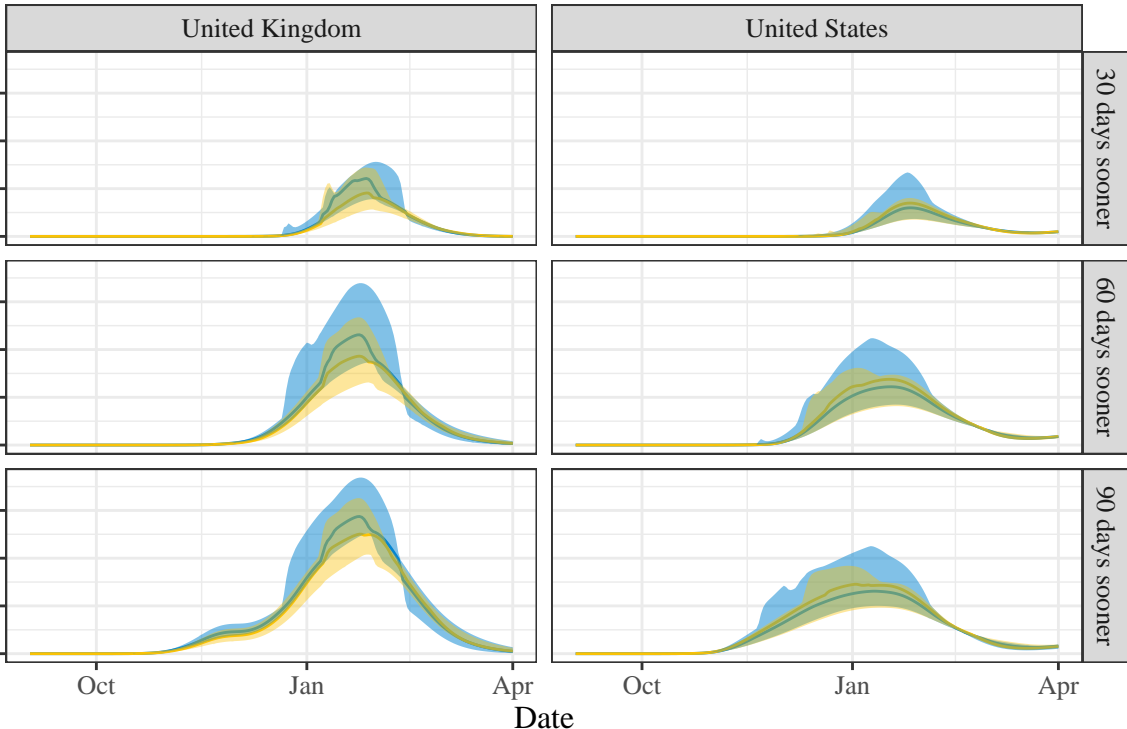 United Kingdom
United States
30 days sooner
60 days sooner
90 days sooner
Oct
Jan
Apr
Oct
Jan
Apr
Date